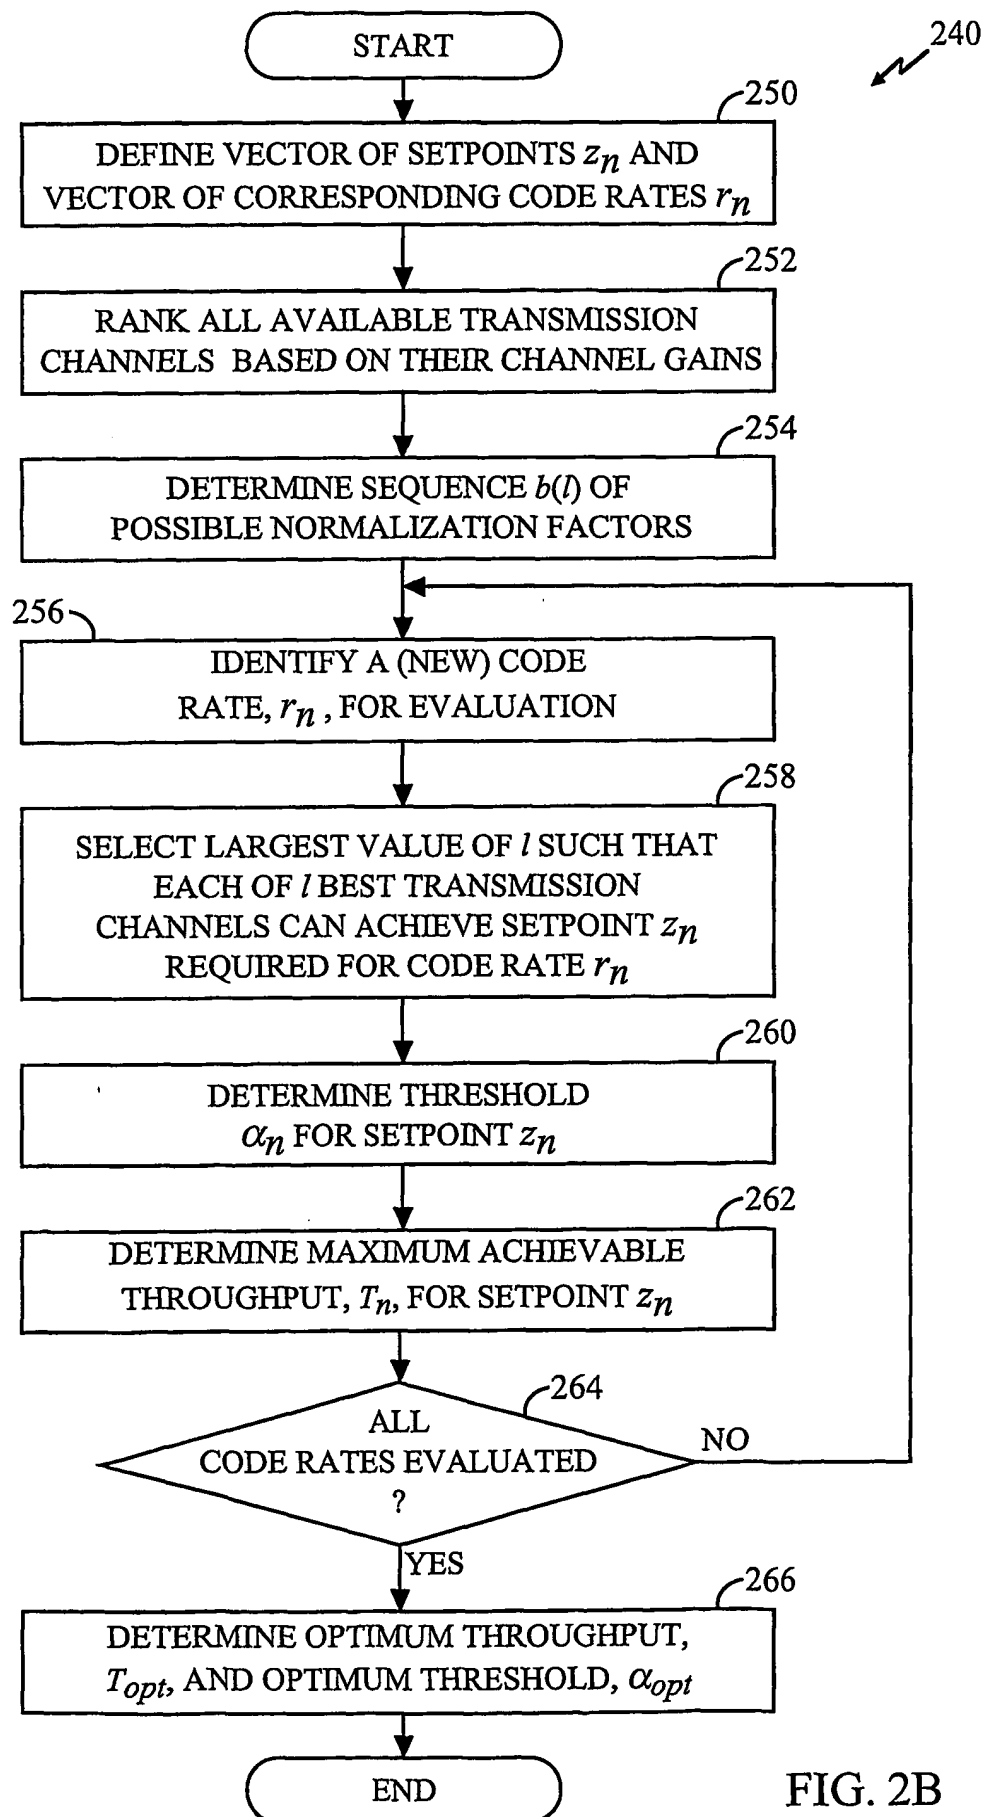 START
240
250
DEFINE VECTOR OF SETPOINTS zn AND
VECTOR OF CORRESPONDING CODE RATES rn
252
RANK ALL AVAILABLE TRANSMISSION
CHANNELS BASED ON THEIR CHANNEL GAINS
254
DETERMINE SEQUENCE b(l) OF
POSSIBLE NORMALIZATION FACTORS
256
IDENTIFY A (NEW) CODE
RATE, rn , FOR EVALUATION
258
SELECT LARGEST VALUE OF l SUCH THAT
EACH OF l BEST TRANSMISSION
CHANNELS CAN ACHIEVE SETPOINT zn
REQUIRED FOR CODE RATE rn
260
DETERMINE THRESHOLD
αn FOR SETPOINT zn
262
DETERMINE MAXIMUM ACHIEVABLE
THROUGHPUT, Tn, FOR SETPOINT zn
264
ALL
CODE RATES EVALUATED
?
NO
YES
266
DETERMINE OPTIMUM THROUGHPUT,
Topt, AND OPTIMUM THRESHOLD, αopt
END
FIG. 2B